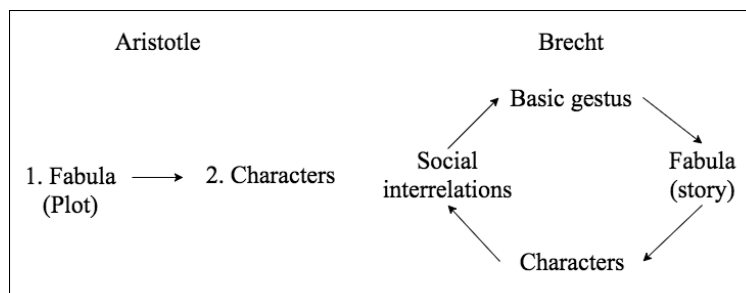 Aristotle
1. Fabula
(Plot)
2. Characters
Brecht
Basic gestus
Fabula
(story)
Characters
Social
interrelations